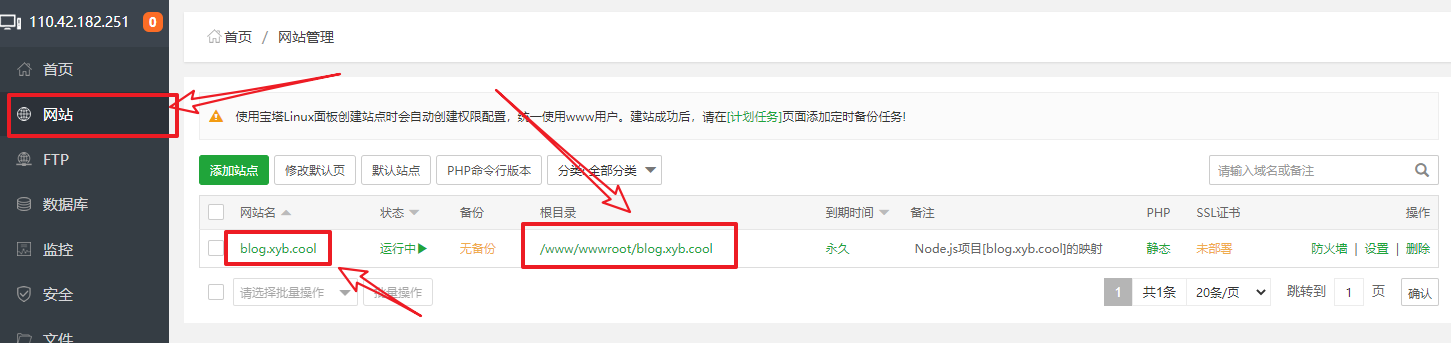 110.42.182.251 0
首页 / 网站管理
首页
网站
FTP
数据库
监控
安全
文件
使用宝塔Linux面板创建站点时会自动创建权限配置，统一使用www用户。建站成功后，请在[计划任务]页面添加定时备份任务!
添加站点 修改默认页 默认站点 PHP命令行版本 分类: 全部分类 请输入域名或备注
网站名 状态 备份 根目录 到期时间 备注 PHP SSL证书 操作
blog.xyb.cool 运行中 无备份 /www/wwwroot/blog.xyb.cool 永久 Node.js项目[blog.xyb.cool]的映射 静态 未部署 防火墙 | 设置 | 删除
请选择批量操作 批量操作 1 共1条 20条/页 跳转到 1 页 确认